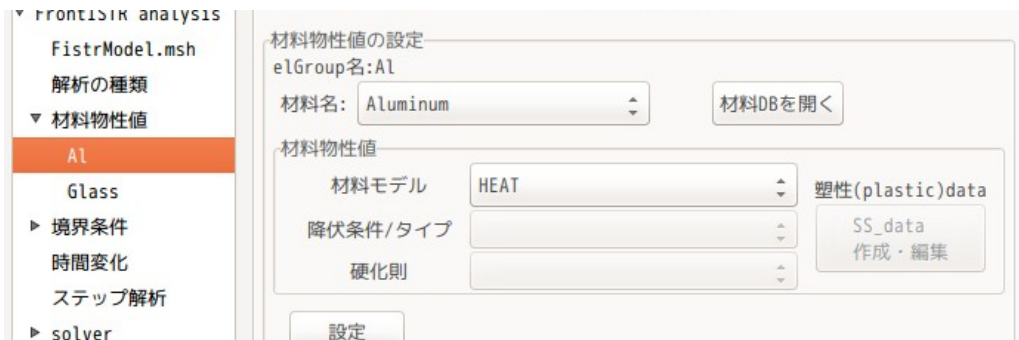 FrontISTR analysis
FistrModel.msh
解析の種類
材料物性値
Al
Glass
境界条件
時間変化
ステップ解析
solver
材料物性値の設定
elGroup名:Al
材料名: Aluminum 材料DBを開く
材料物性値
材料モデル HEAT 塑性(plastic)data
降伏条件/タイプ SS_data
作成・編集
硬化則
設定